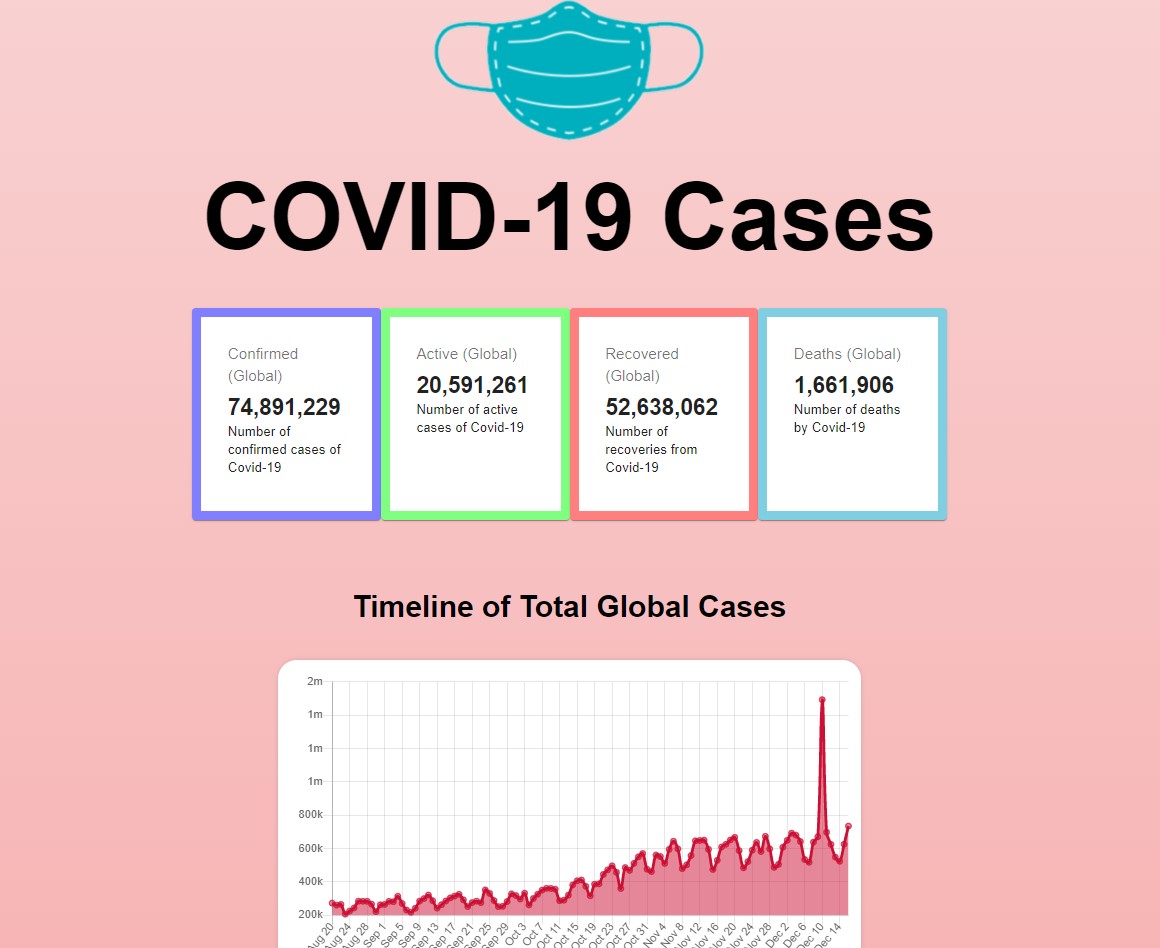 COVID-19 Cases
Confirmed
(Global)
74,891,229
Number of
confirmed cases of
Covid-19
Active (Global)
20,591,261
Number of active
cases of Covid-19
Recovered
(Global)
52,638,062
Number of
recoveries from
Covid-19
Deaths (Global)
1,661,906
Number of deaths
by Covid-19
Timeline of Total Global Cases
2m
1m
1m
1m
800k
600k
400k
200k
Aug 20
Aug 24
Aug 28
Sep 1
Sep 5
Sep 9
Sep 13
Sep 17
Sep 21
Sep 25
Sep 29
Oct 3
Oct 7
Oct 11
Oct 15
Oct 19
Oct 23
Oct 27
Oct 31
Nov 4
Nov 8
Nov 12
Nov 16
Nov 20
Nov 24
Nov 28
Dec 2
Dec 6
Dec 10
Dec 14